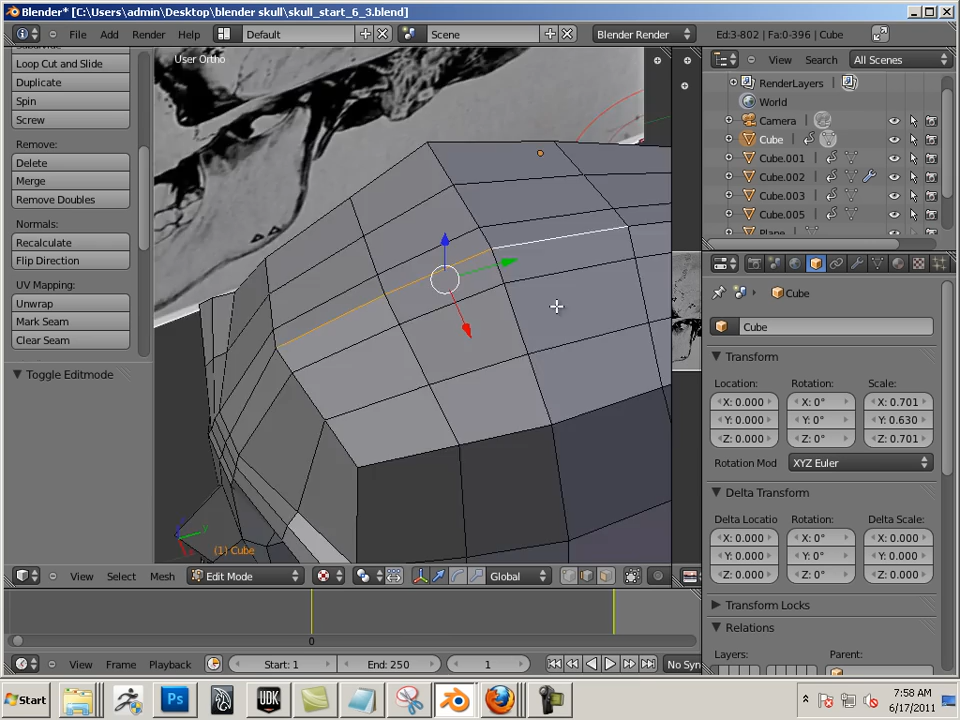 Blender* [C:\Users\admin\Desktop\blender skull\skull_start_6_3.blend]
File Add Render Help Default Scene Blender Render Ed:3-802 | Fa:0-396 | Cube
Loop Cut and Slide
Duplicate
Spin
Screw
Remove:
Delete
Merge
Remove Doubles
Normals:
Recalculate
Flip Direction
UV Mapping:
Unwrap
Mark Seam
Clear Seam
Toggle Editmode
User Ortho
(1) Cube
View Select Mesh Edit Mode Global
View Search All Scenes
RenderLayers
World
Camera
Cube
Cube.001
Cube.002
Cube.003
Cube.005
Cube
Cube
Transform
Location: Rotation: Scale:
X: 0.000 X: 0° X: 0.701
Y: 0.000 Y: 0° Y: 0.630
Z: 0.000 Z: 0° Z: 0.701
Rotation Mod XYZ Euler
Delta Transform
Delta Locatio Rotation: Delta Scale:
X: 0.000 X: 0° X: 0.000
Y: 0.000 Y: 0° Y: 0.000
Z: 0.000 Z: 0° Z: 0.000
Transform Locks
Relations
Layers: Parent:
0
View Frame Playback Start: 1 End: 250 1 No Syn
Start Ps UDK 7:58 AM
6/17/2011